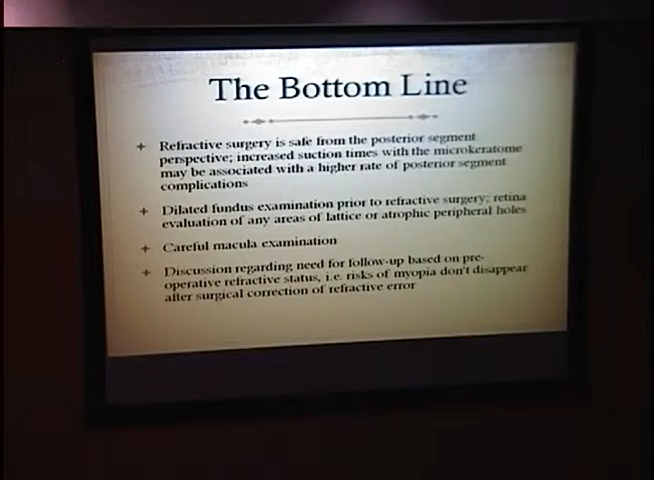 The Bottom Line
Refractive surgery is safe from the posterior segment
perspective; increased suction times with the microkeratome
may be associated with a higher rate of posterior segment
complications
Dilated fundus examination prior to refractive surgery; retina
evaluation of any areas of lattice or atrophic peripheral holes
Careful macula examination
Discussion regarding need for follow-up based on pre-
operative refractive status, i.e. risks of myopia don't disappear
after surgical correction of refractive error